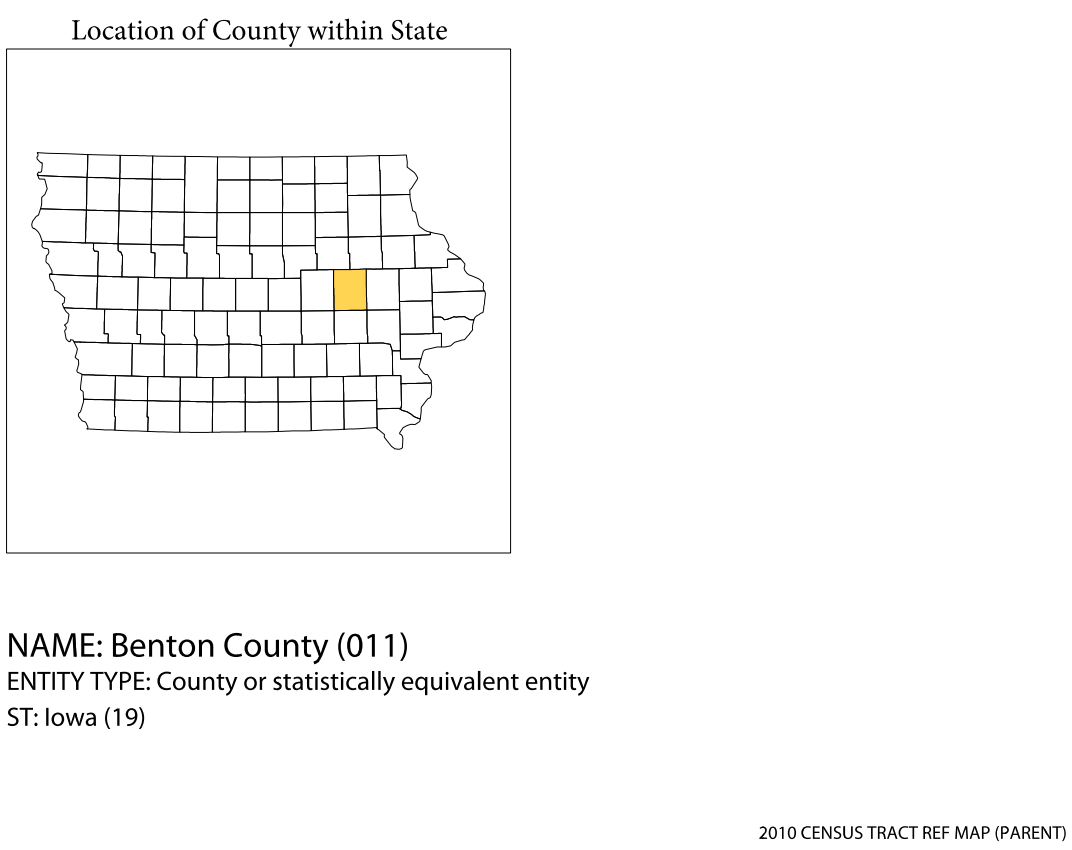 Location of County within State
NAME: Benton County (011)
ENTITY TYPE: County or statistically equivalent entity
ST: Iowa (19)
2010 CENSUS TRACT REF MAP (PARENT)